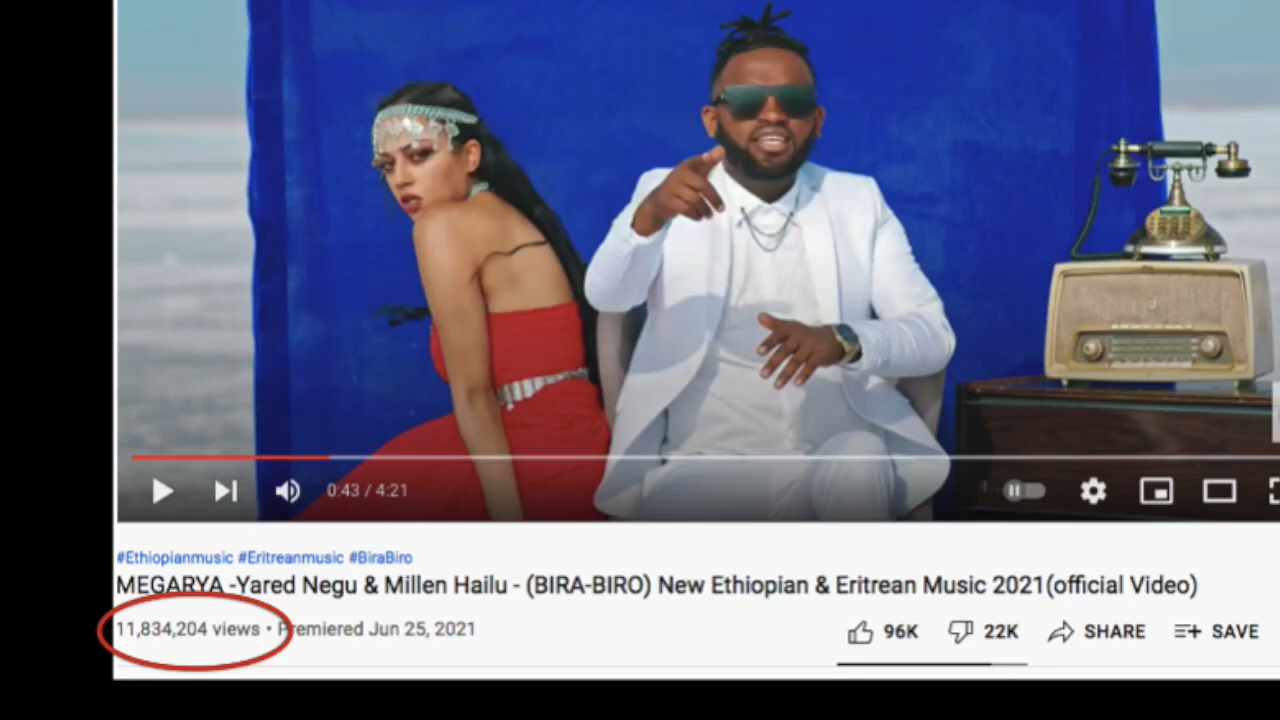 0:43 / 4:21
#Ethiopianmusic #Eritreanmusic #BiraBiro
MEGARYA -Yared Negu & Millen Hailu - (BIRA-BIRO) New Ethiopian & Eritrean Music 2021(official Video)
11,834,204 views • Premiered Jun 25, 2021 96K 22K SHARE SAVE